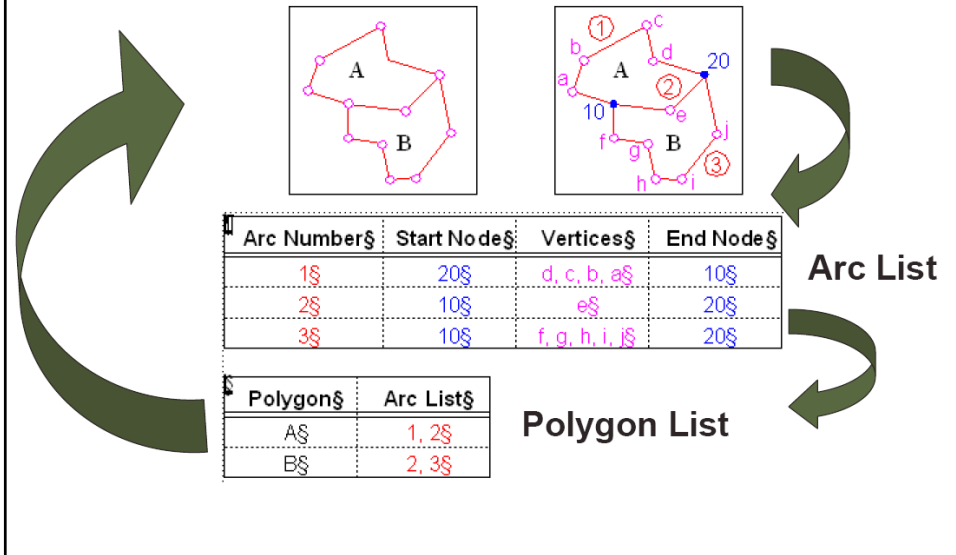 A
B
1
c
b
d
20
A
a
2
10
e
f
g
B
j
3
h
i
Arc Number§ Start Node§ Vertices§ End Node§
1§ 20§ d, c, b, a§ 10§
2§ 10§ e§ 20§
3§ 10§ f, g, h, i, j§ 20§
Arc List
Polygon§ Arc List§
A§ 1, 2§
B§ 2, 3§
Polygon List